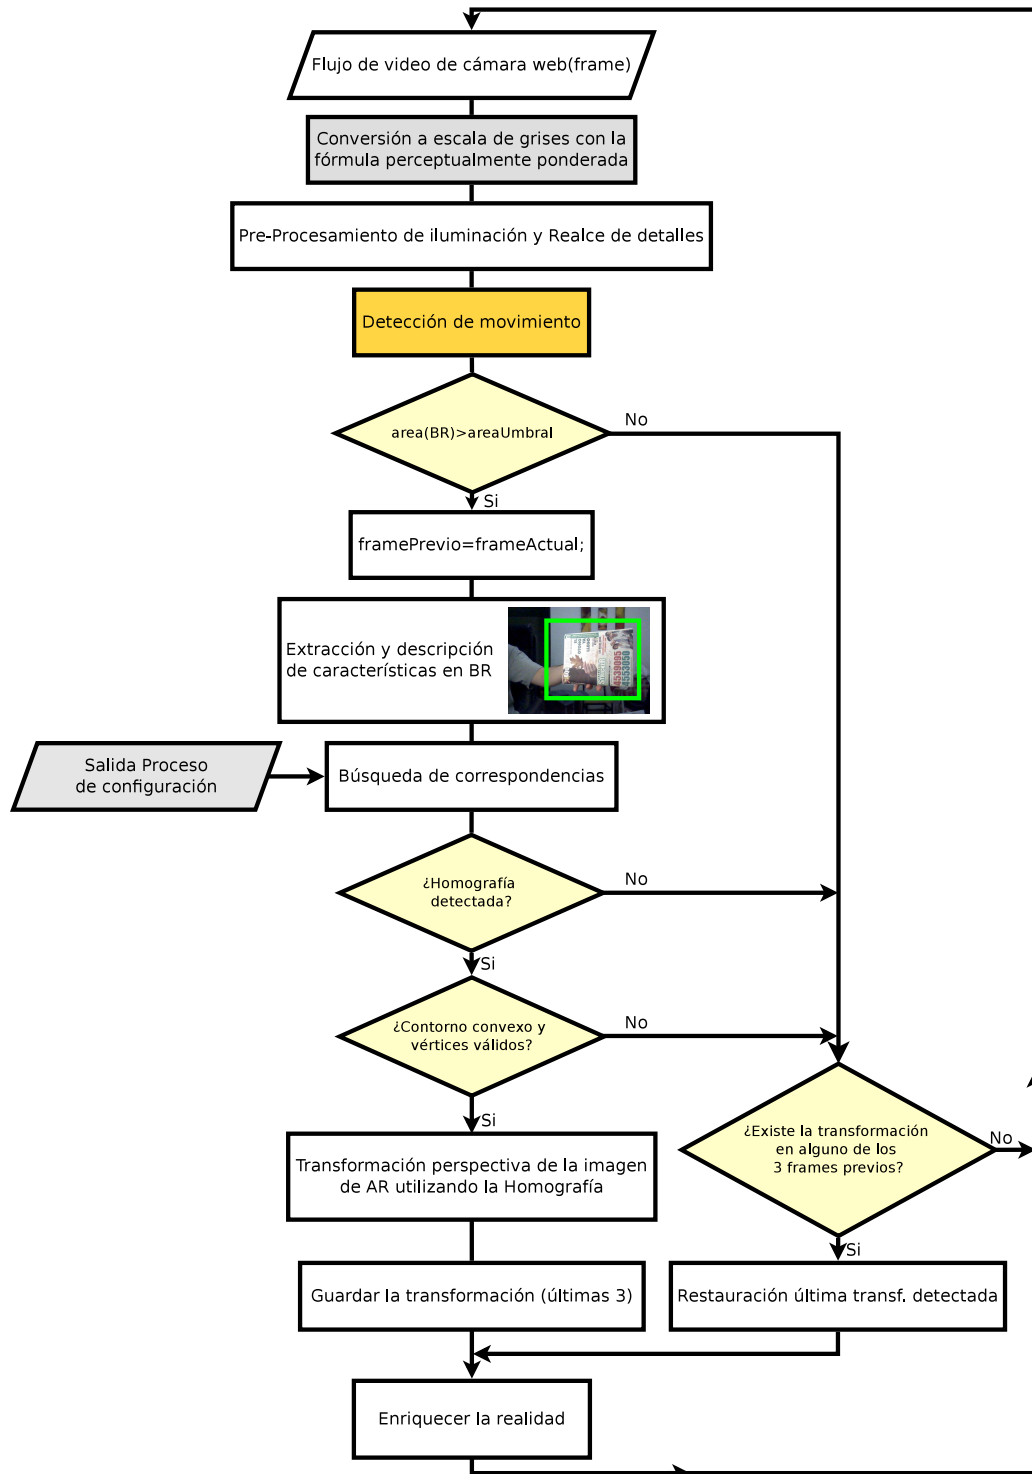 Flujo de video de cámara web(frame)
Conversión a escala de grises con la
fórmula perceptualmente ponderada
Pre-Procesamiento de iluminación y Realce de detalles
Detección de movimiento
area(BR)>areaUmbral
No
Si
framePrevio=frameActual;
Extracción y descripción
de características en BR
Salida Proceso
de configuración
Búsqueda de correspondencias
¿Homografía
detectada?
No
Si
¿Contorno convexo y
vértices válidos?
No
Si
¿Existe la transformación
en alguno de los
3 frames previos?
No
Si
Transformación perspectiva de la imagen
de AR utilizando la Homografía
Guardar la transformación (últimas 3)
Restauración última transf. detectada
Enriquecer la realidad